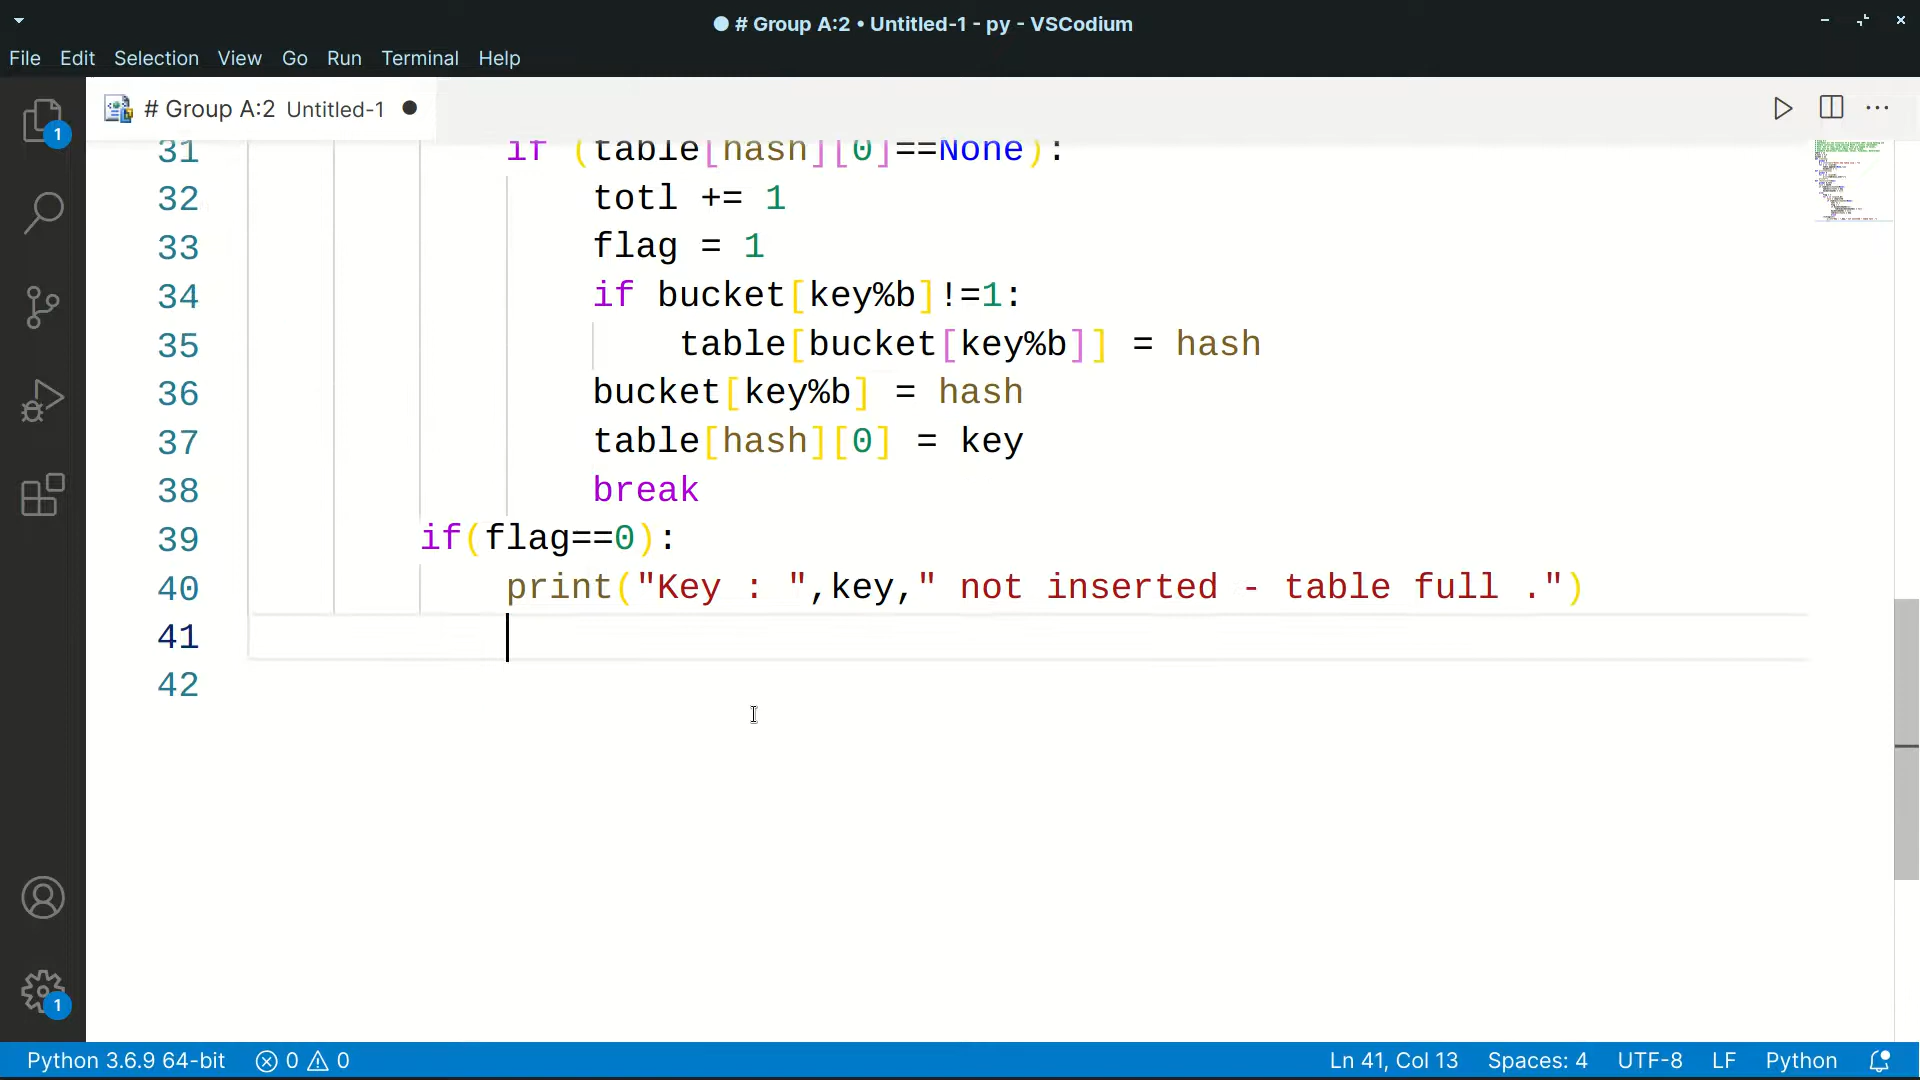 # Group A:2 • Untitled-1 - py - VSCodium
File Edit Selection View Go Run Terminal Help
# Group A:2 Untitled-1
31 if (table[hash][0]==None):
32 totl += 1
33 flag = 1
34 if bucket[key%b]!=1:
35 table[bucket[key%b]] = hash
36 bucket[key%b] = hash
37 table[hash][0] = key
38 break
39 if(flag==0):
40 print("Key : ",key," not inserted - table full .")
41
42
1
1
Python 3.6.9 64-bit 0 0 Ln 41, Col 13 Spaces: 4 UTF-8 LF Python